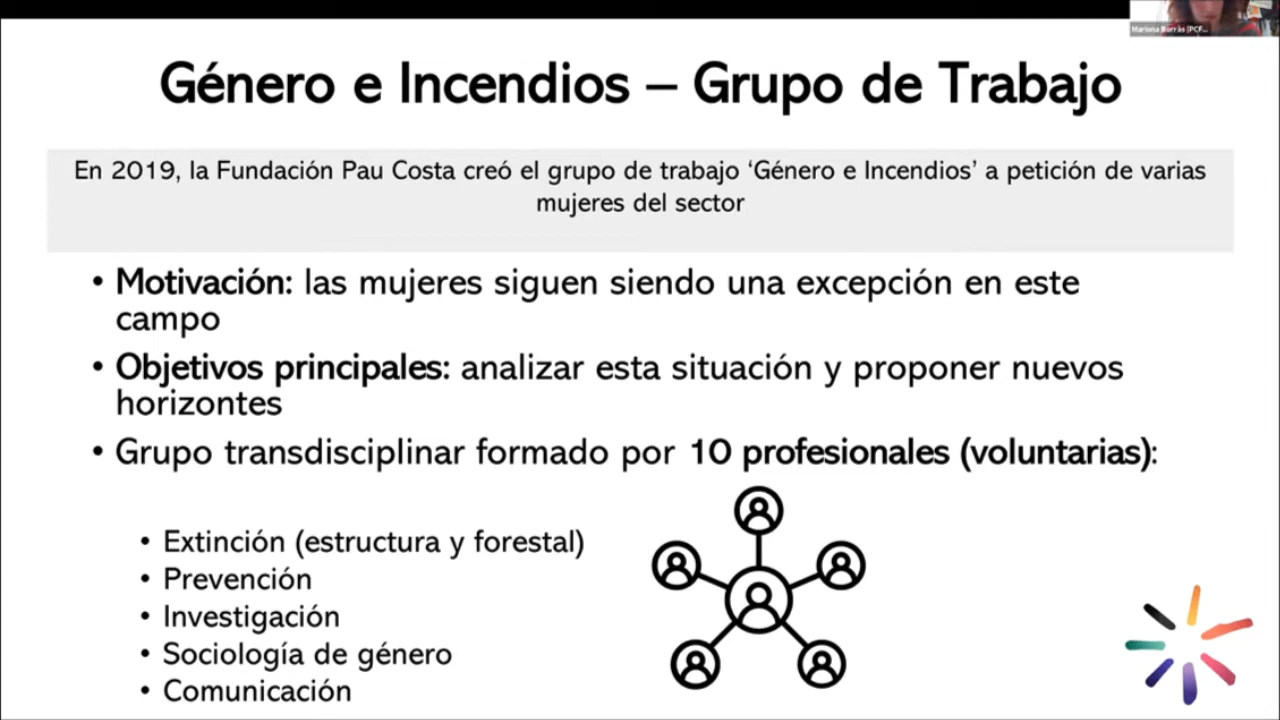 Mariona Borràs (PCF...
Género e Incendios – Grupo de Trabajo
En 2019, la Fundación Pau Costa creó el grupo de trabajo ‘Género e Incendios’ a petición de varias
mujeres del sector
• Motivación: las mujeres siguen siendo una excepción en este
campo
• Objetivos principales: analizar esta situación y proponer nuevos
horizontes
• Grupo transdisciplinar formado por 10 profesionales (voluntarias):
• Extinción (estructura y forestal)
• Prevención
• Investigación
• Sociología de género
• Comunicación